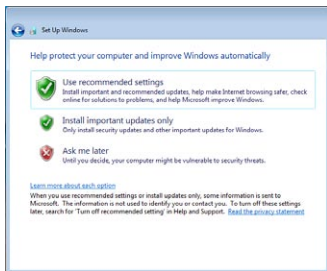 Set Up Windows
Help protect your computer and improve Windows automatically
Use recommended settings
Install important and recommended updates, help make Internet browsing safer, check
online for solutions to problems, and help Microsoft improve Windows.
Install important updates only
Only install security updates and other important updates for Windows.
Ask me later
Until you decide, your computer might be vulnerable to security threats.
Learn more about each option
When you use recommended settings or install updates only, some information is sent to
Microsoft. The information is not used to identify you or contact you. To turn off these settings
later, search for 'Turn off recommended setting' in Help and Support. Read the privacy statement